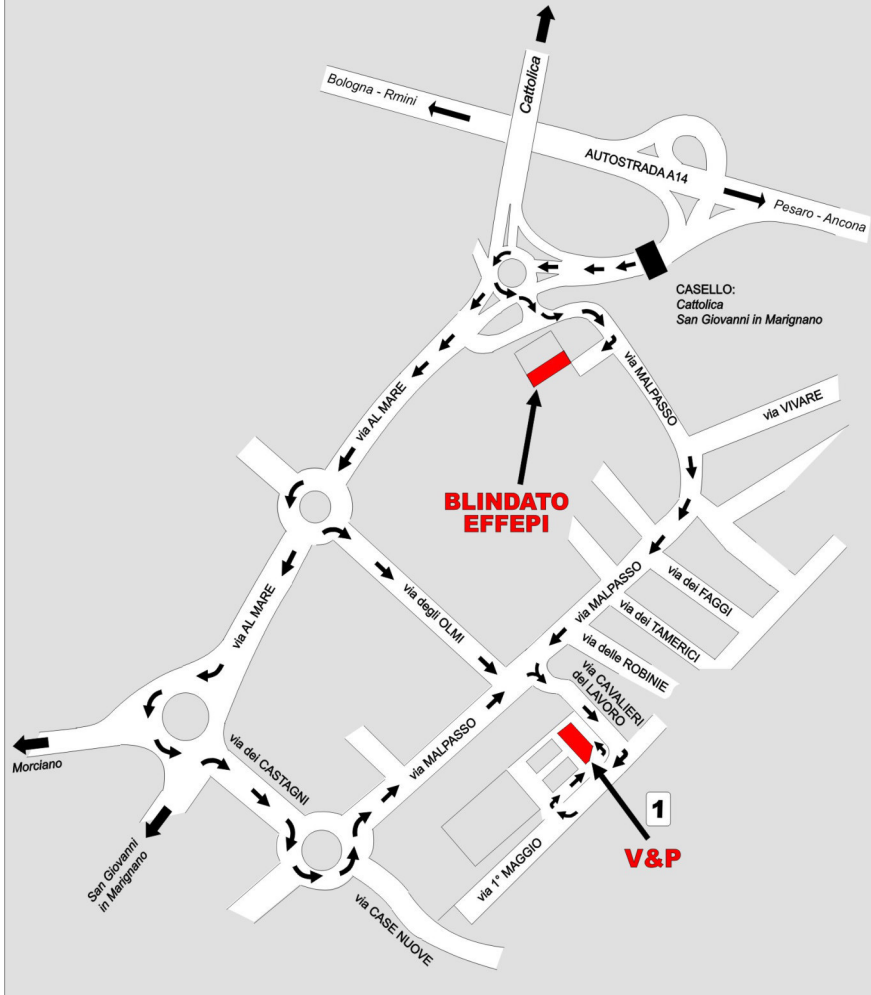 Cattolica
Bologna - Rmini
AUTOSTRADA A14
Pesaro - Ancona
CASELLO:
Cattolica
San Giovanni in Marignano
via AL MARE
via MALPASSO
via VIVARE
BLINDATO
EFFEPI
via AL MARE
via degli OLMI
via MALPASSO
via dei FAGGI
via dei TAMERICI
via delle ROBINIE
via CAVALIERI
del LAVORO
Morciano
via dei CASTAGNI
via MALPASSO
1
V&P
San Giovanni
in Marignano
via 1° MAGGIO
via CASE NUOVE